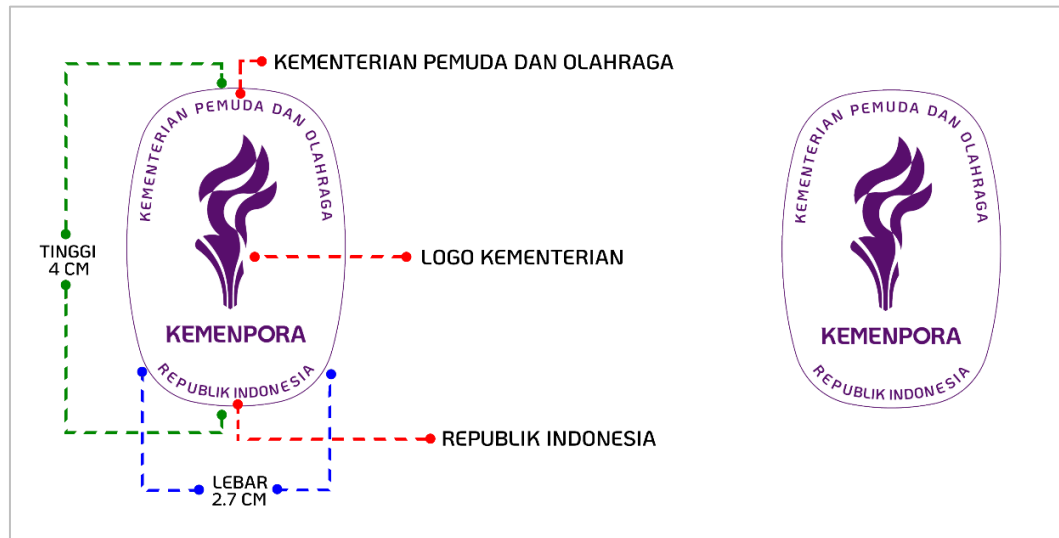 KEMENTERIAN PEMUDA DAN OLAHRAGA
KEMENTERIAN PEMUDA DAN OLAHRAGA
KEMENPORA
REPUBLIK INDONESIA
TINGGI
4 CM
LOGO KEMENTERIAN
REPUBLIK INDONESIA
LEBAR
2.7 CM
KEMENTERIAN PEMUDA DAN OLAHRAGA
KEMENPORA
REPUBLIK INDONESIA